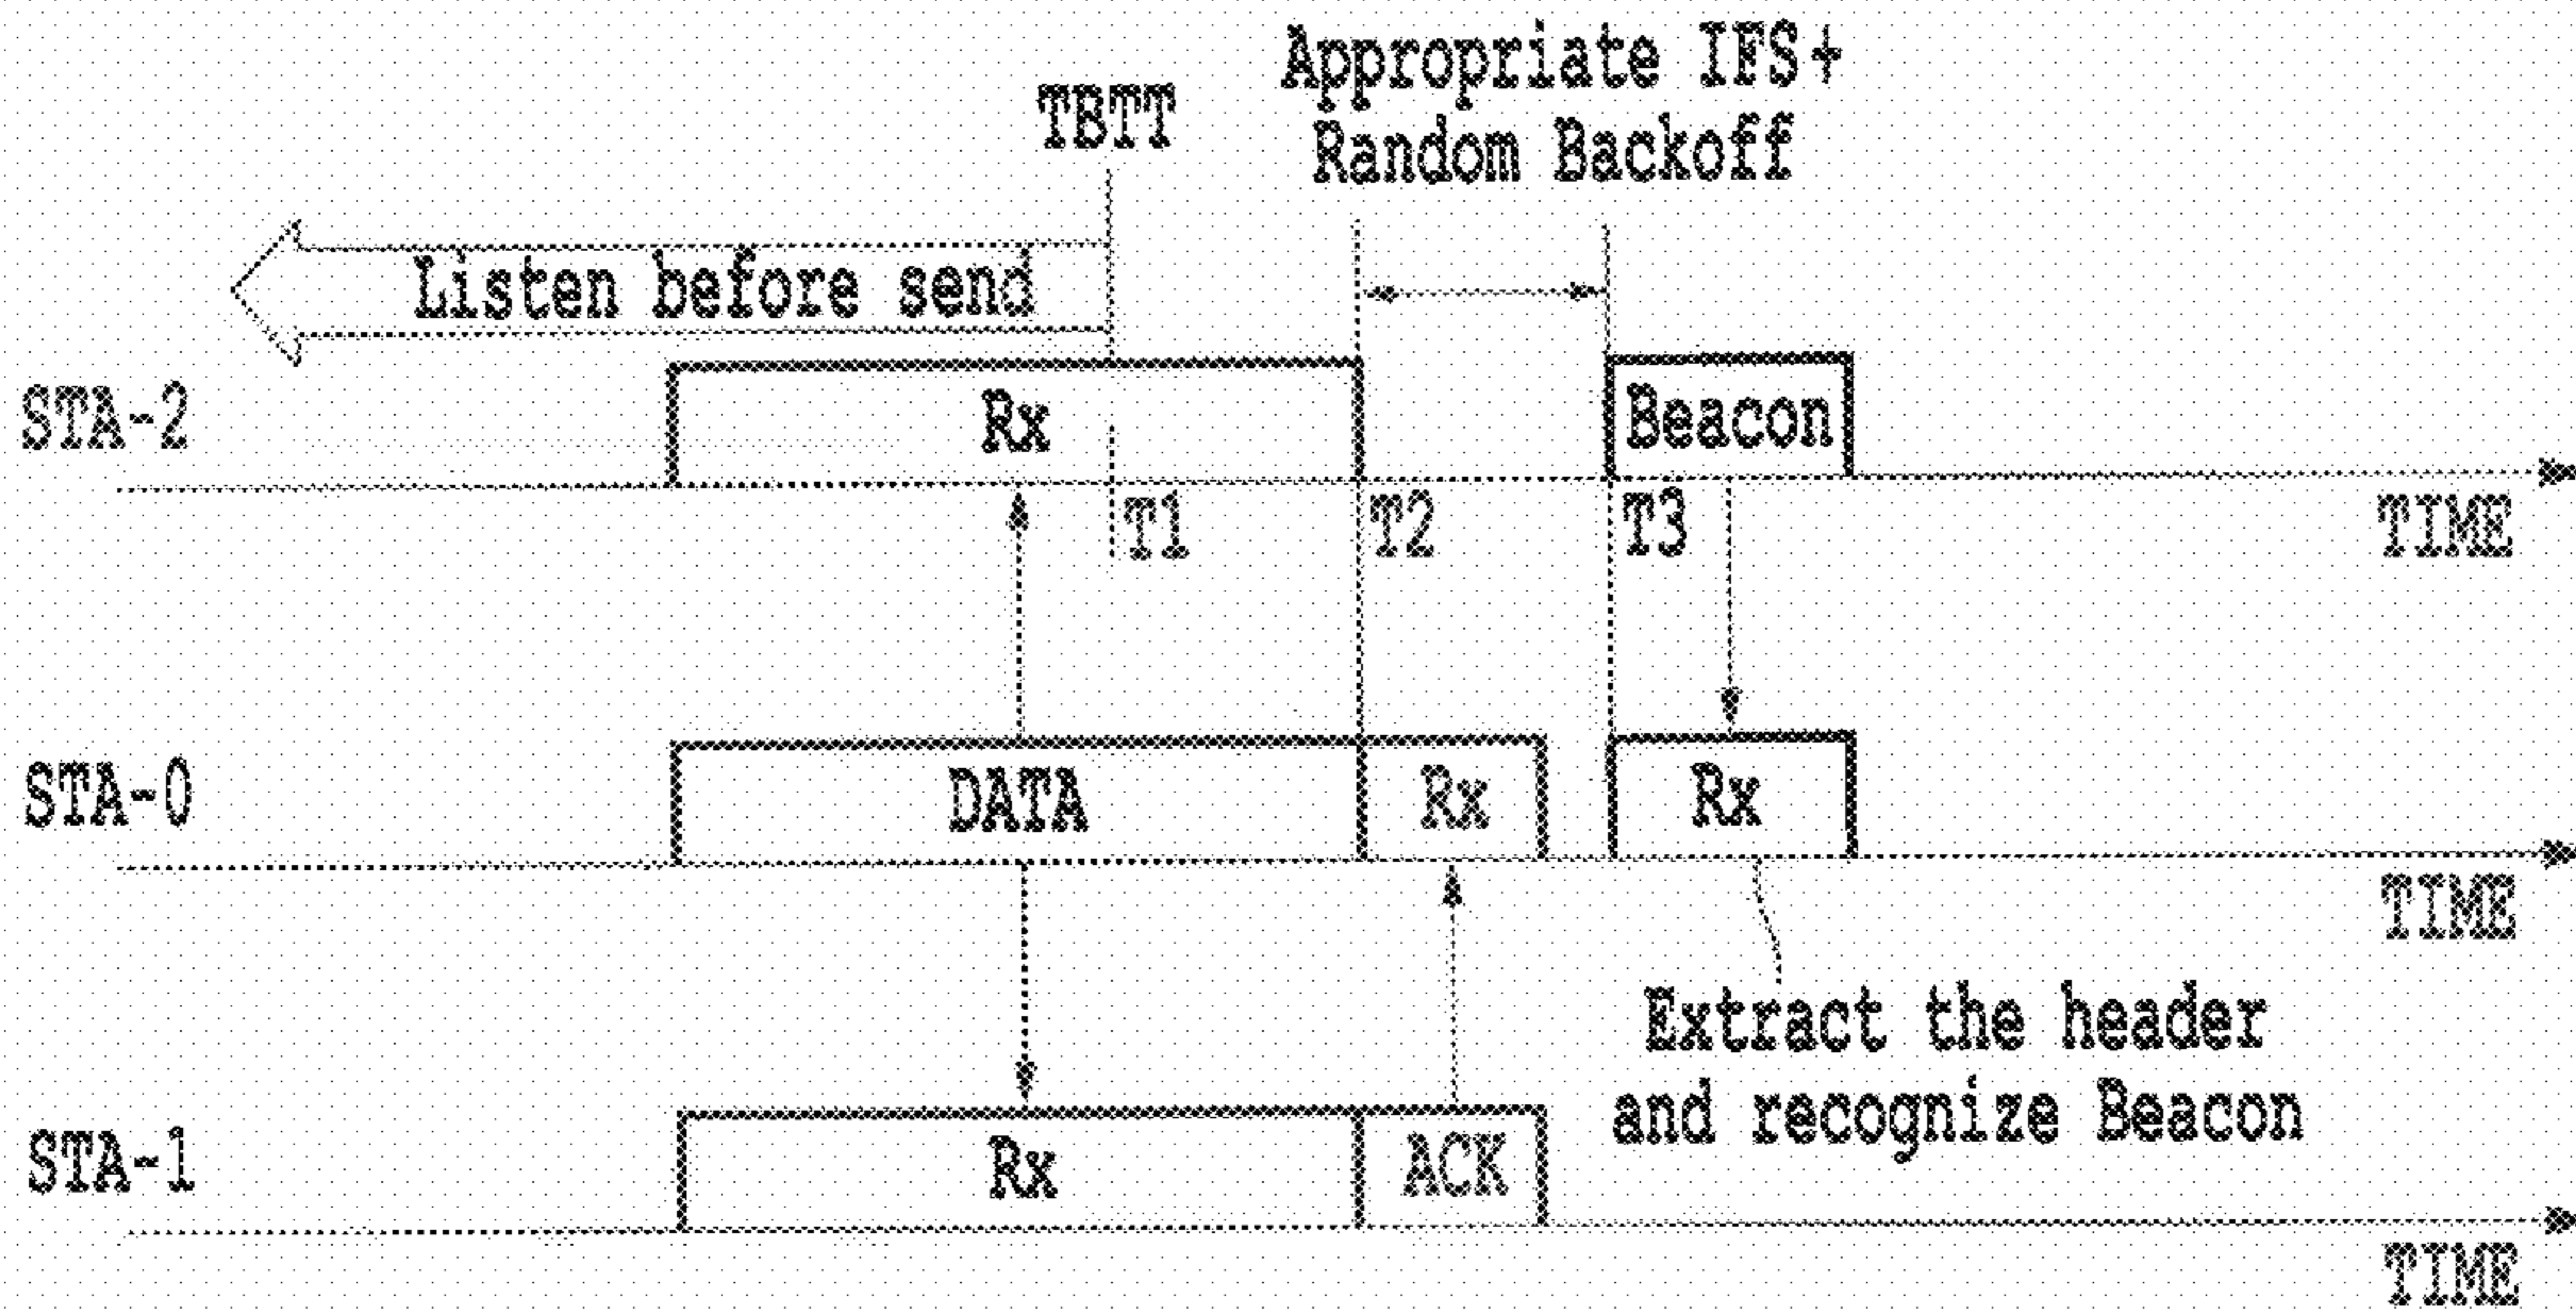 Appropriate IFS+
TBTT
Random Backoff
Listen before send
STA-2
Rx
Beacon
T1
T2
T3
TIME
STA-0
DATA
Rx
Rx
TIME
Extract the header
and recognize Beacon
STA-1
Rx
ACK
TIME